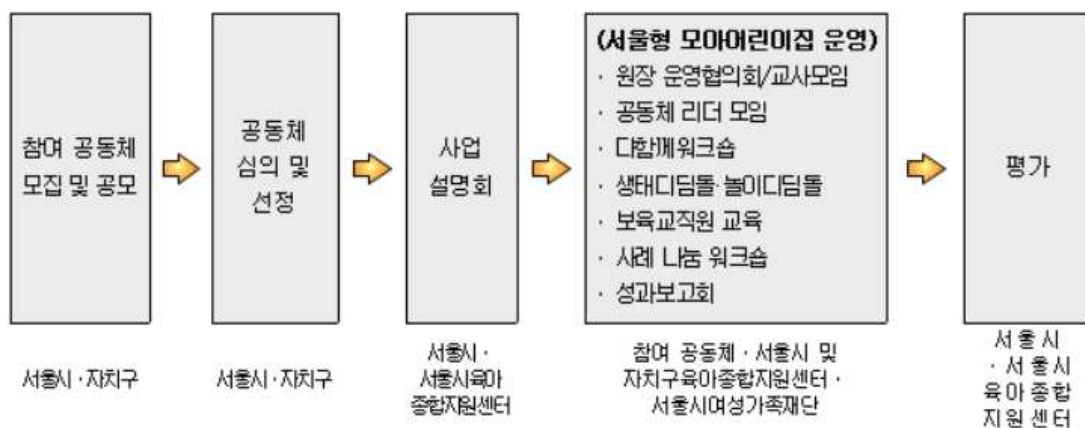 참여 공동체
모집 및 공모
서울시·자치구
공동체
심의 및
선정
서울시·자치구
사업
설명회
서울시·
서울시육아
종합지원센터
(서울형 모아어린이집 운영)
· 원장 운영협의회/교사모임
· 공동체 리더 모임
· 다함께워크숍
· 생태디딤돌·놀이디딤돌
· 보육교직원 교육
· 사례 나눔 워크숍
· 성과보고회
참여 공동체·서울시 및
자치구육아종합지원센터·
서울시여성가족재단
평가
서울시
·서울시
육아종합
지원센터